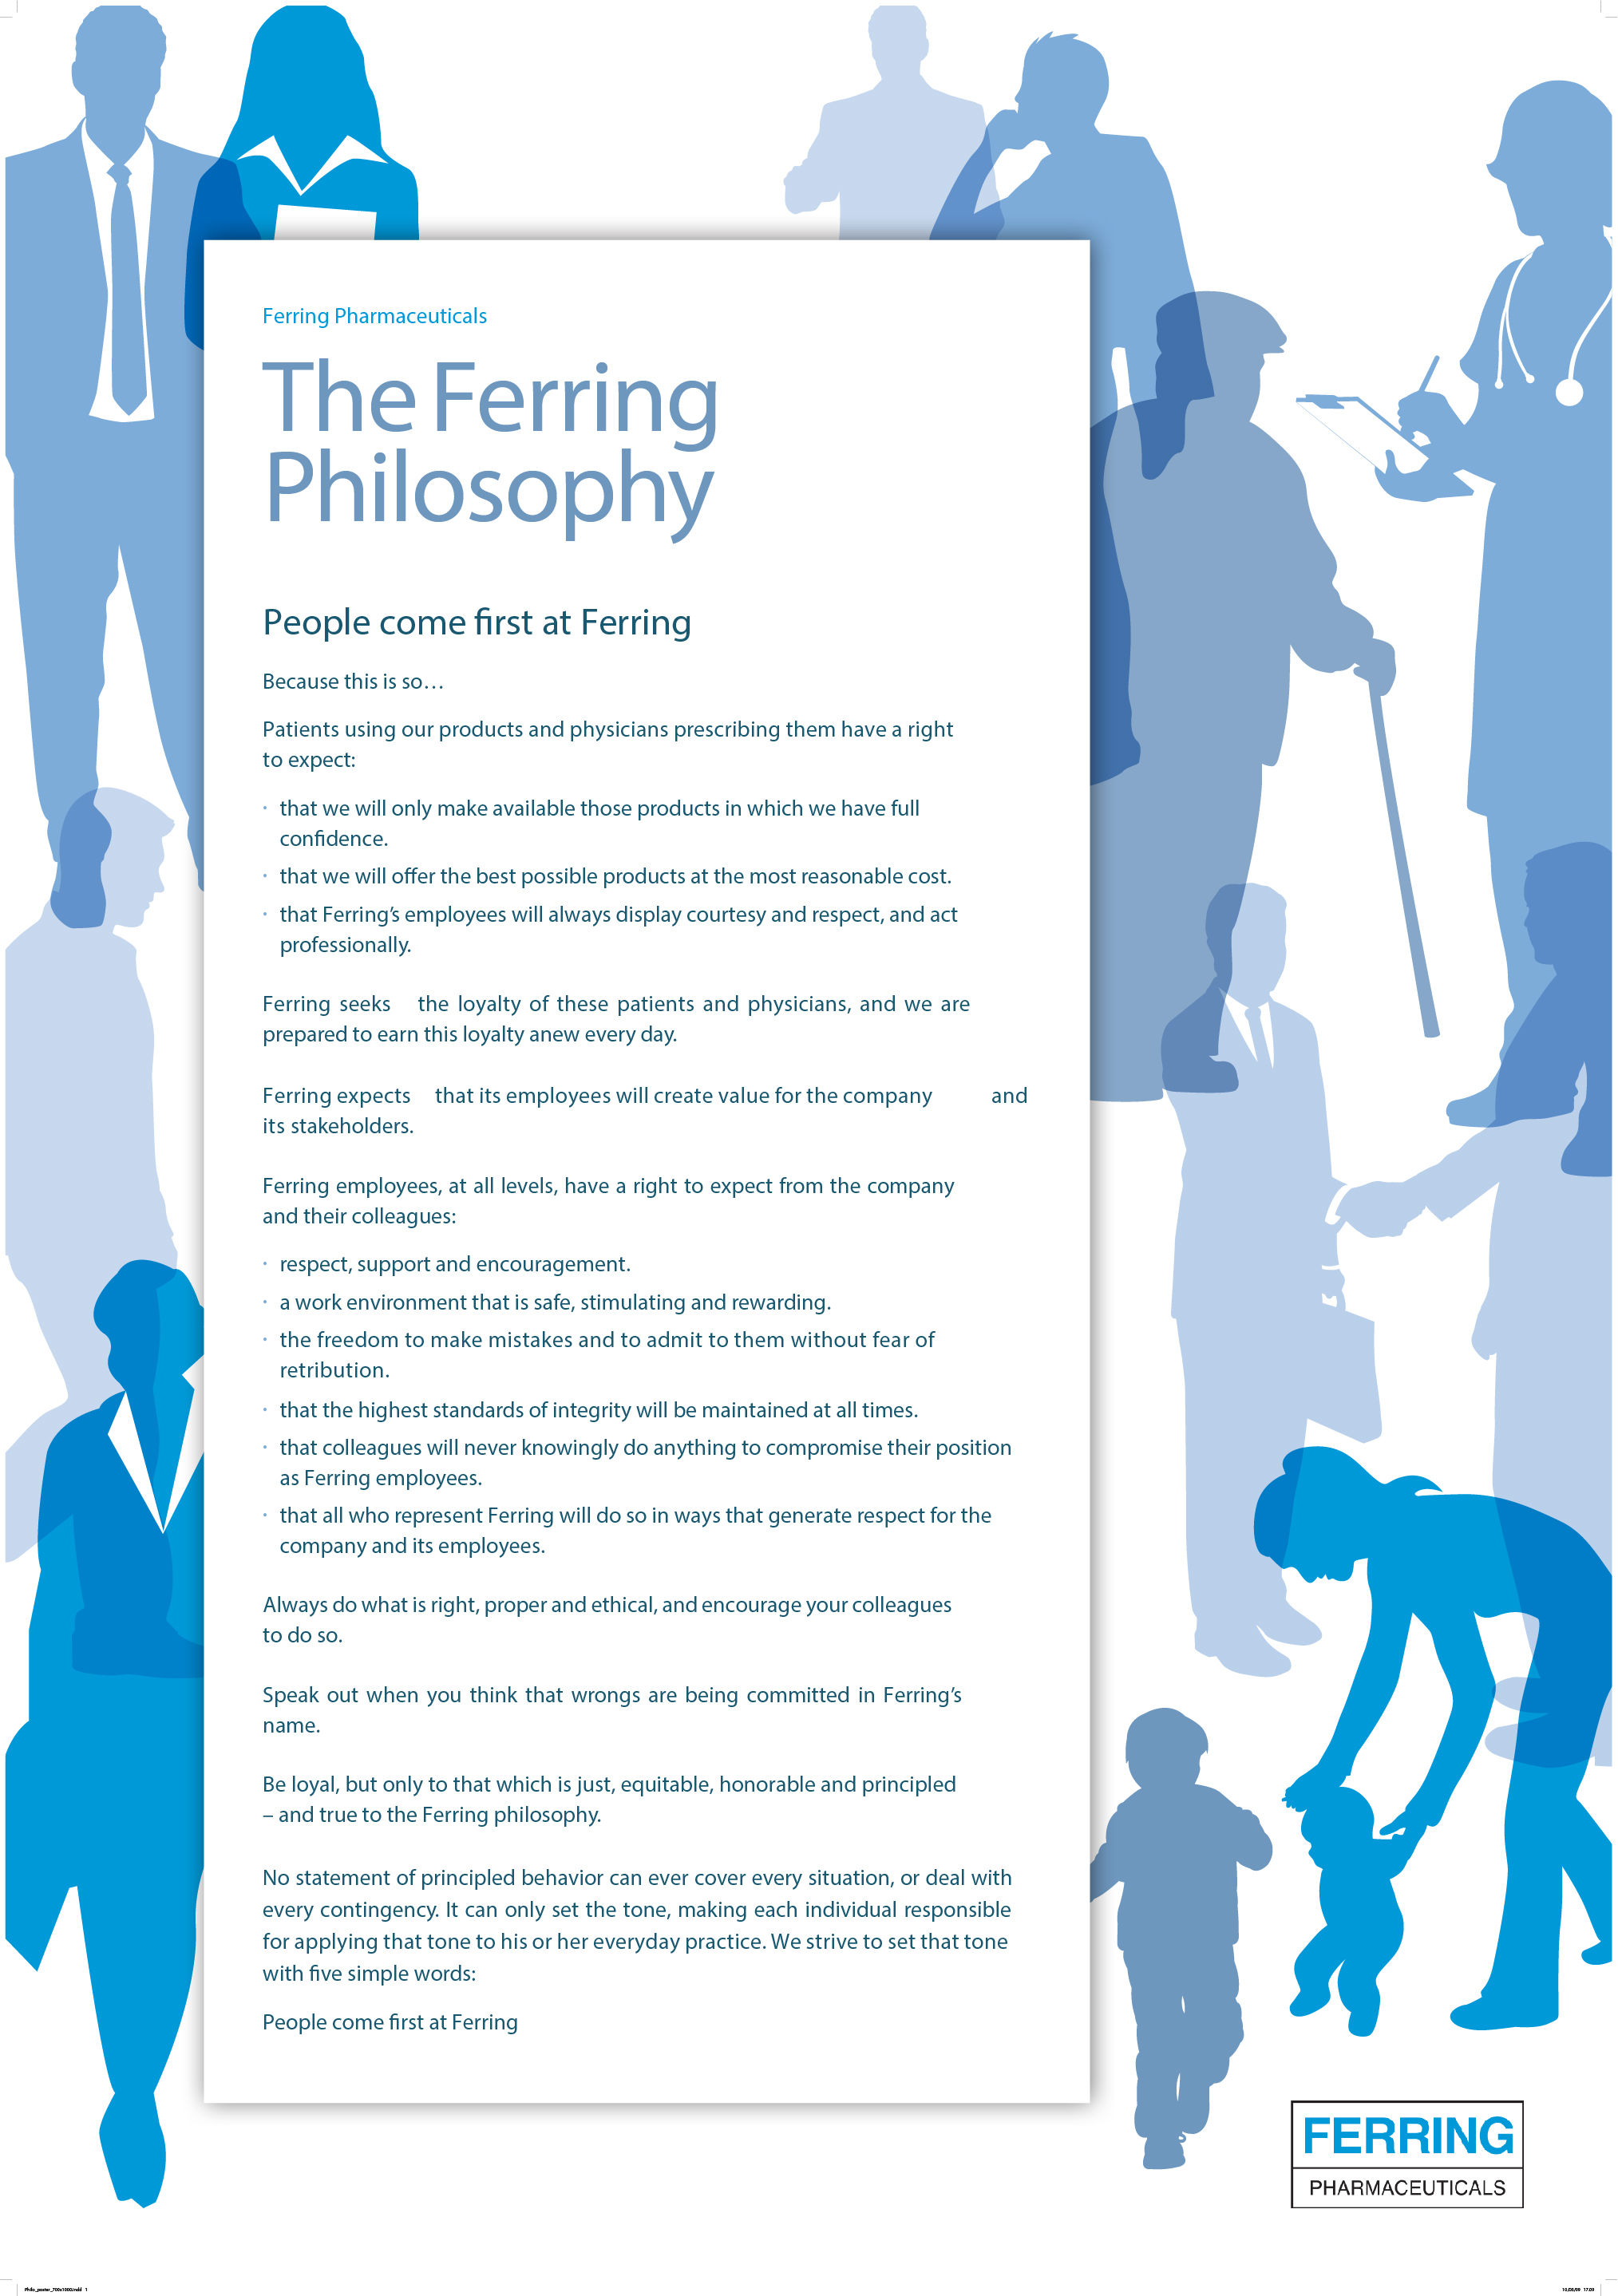 Ferring Pharmaceuticals
The Ferring
Philosophy
People come first at Ferring
Because this is so…
Patients using our products and physicians prescribing them have a right
to expect:
· that we will only make available those products in which we have full
confidence.
· that we will offer the best possible products at the most reasonable cost.
· that Ferring’s employees will always display courtesy and respect, and act
professionally.
Ferring seeks the loyalty of these patients and physicians, and we are
prepared to earn this loyalty anew every day.
Ferring expects that its employees will create value for the company and
its stakeholders.
Ferring employees, at all levels, have a right to expect from the company
and their colleagues:
· respect, support and encouragement.
· a work environment that is safe, stimulating and rewarding.
· the freedom to make mistakes and to admit to them without fear of
retribution.
· that the highest standards of integrity will be maintained at all times.
· that colleagues will never knowingly do anything to compromise their position
as Ferring employees.
· that all who represent Ferring will do so in ways that generate respect for the
company and its employees.
Always do what is right, proper and ethical, and encourage your colleagues
to do so.
Speak out when you think that wrongs are being committed in Ferring’s
name.
Be loyal, but only to that which is just, equitable, honorable and principled
– and true to the Ferring philosophy.
No statement of principled behavior can ever cover every situation, or deal with
every contingency. It can only set the tone, making each individual responsible
for applying that tone to his or her everyday practice. We strive to set that tone
with five simple words:
People come first at Ferring
FERRING
PHARMACEUTICALS